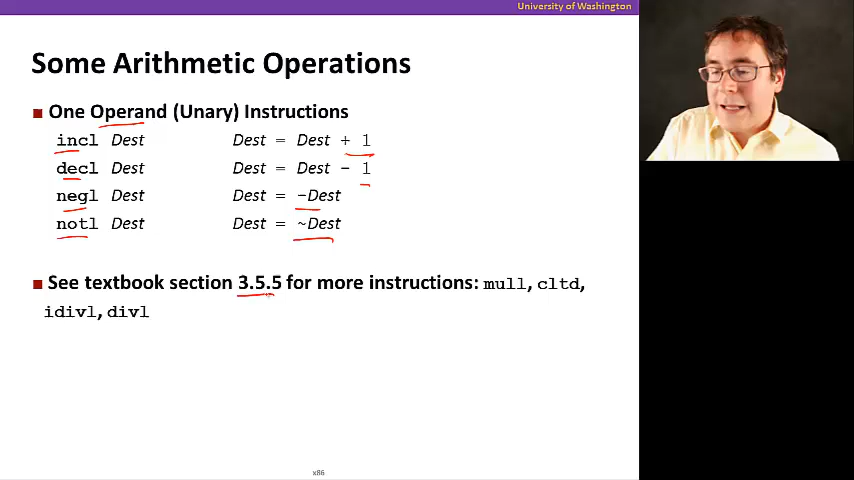 University of Washington
Some Arithmetic Operations
One Operand (Unary) Instructions
incl Dest Dest = Dest + 1
decl Dest Dest = Dest - 1
negl Dest Dest = -Dest
notl Dest Dest = ~Dest
See textbook section 3.5.5 for more instructions: mull, cltd,
idivl, divl
x86